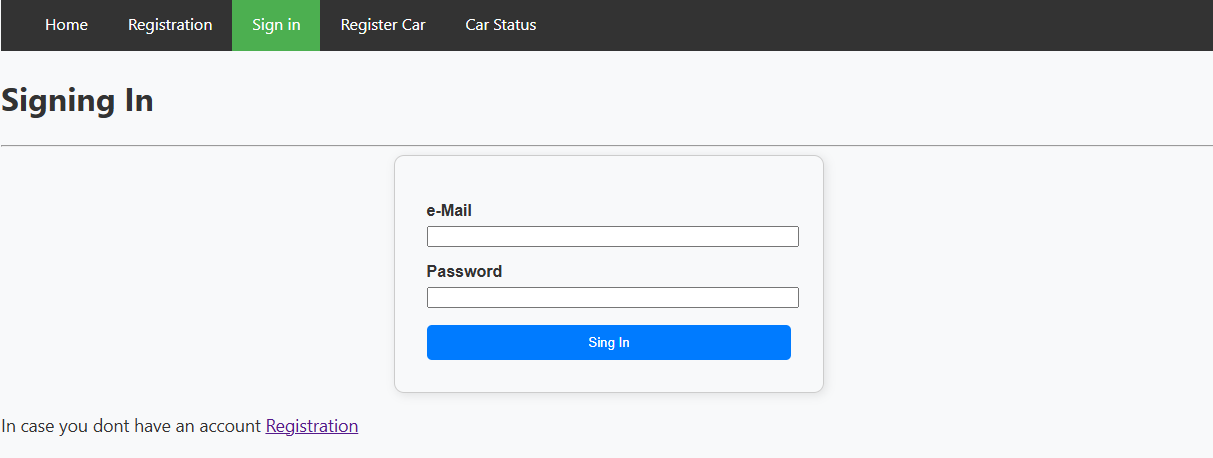 Home Registration Sign in Register Car Car Status
Signing In
e-Mail
Password
Sing In
In case you dont have an account Registration